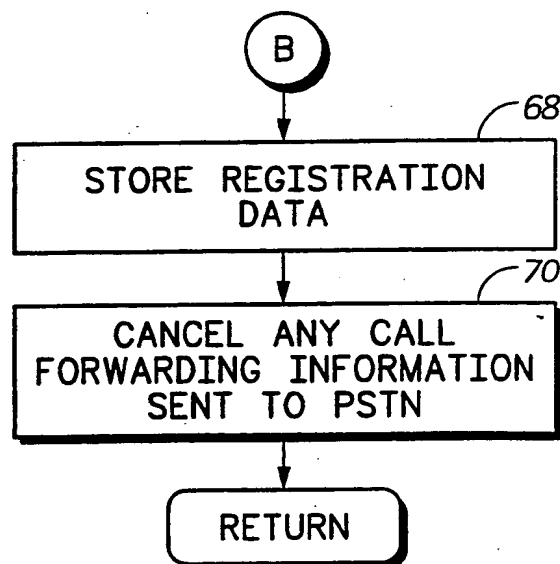 B
68
STORE REGISTRATION
DATA
70
CANCEL ANY CALL
FORWARDING INFORMATION
SENT TO PSTN
RETURN